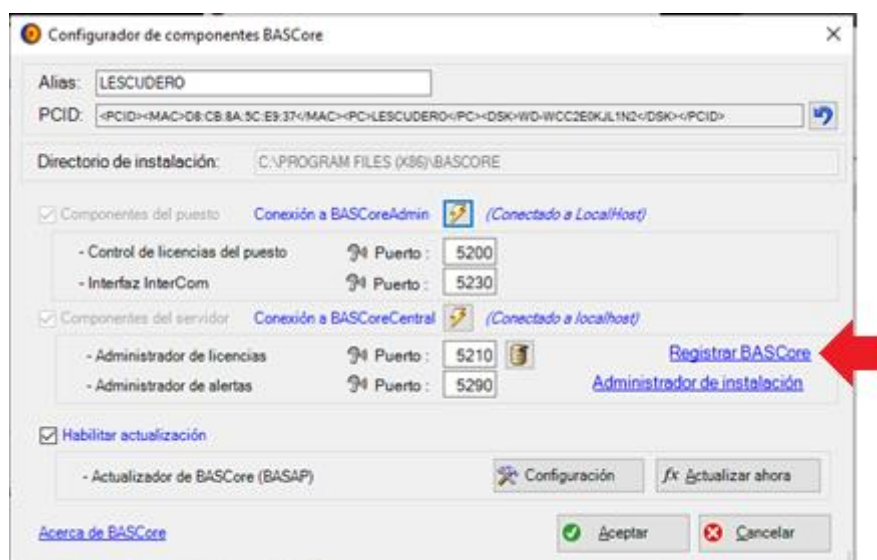 Configurador de componentes BASCore
Alias: LESCUDERO
PCID: <PCID><MAC>D8:CB:8A:5C:E9:37</MAC><PC>LESCUDERO</PC><DSK>WD-WCC2E0KJL1N2</DSK></PCID>
Directorio de instalación: C:\PROGRAM FILES (X86)\BASCORE
Componentes del puesto Conexión a BASCoreAdmin (Conectado a LocalHost)
- Control de licencias del puesto Puerto : 5200
- Interfaz InterCom Puerto : 5230
Componentes del servidor Conexión a BASCoreCentral (Conectado a localhost)
- Administrador de licencias Puerto : 5210 Registrar BASCore
- Administrador de alertas Puerto : 5290 Administrador de instalación
Habilitar actualización
- Actualizador de BASCore (BASAP) Configuración fx Actualizar ahora
Acerca de BASCore Aceptar Cancelar